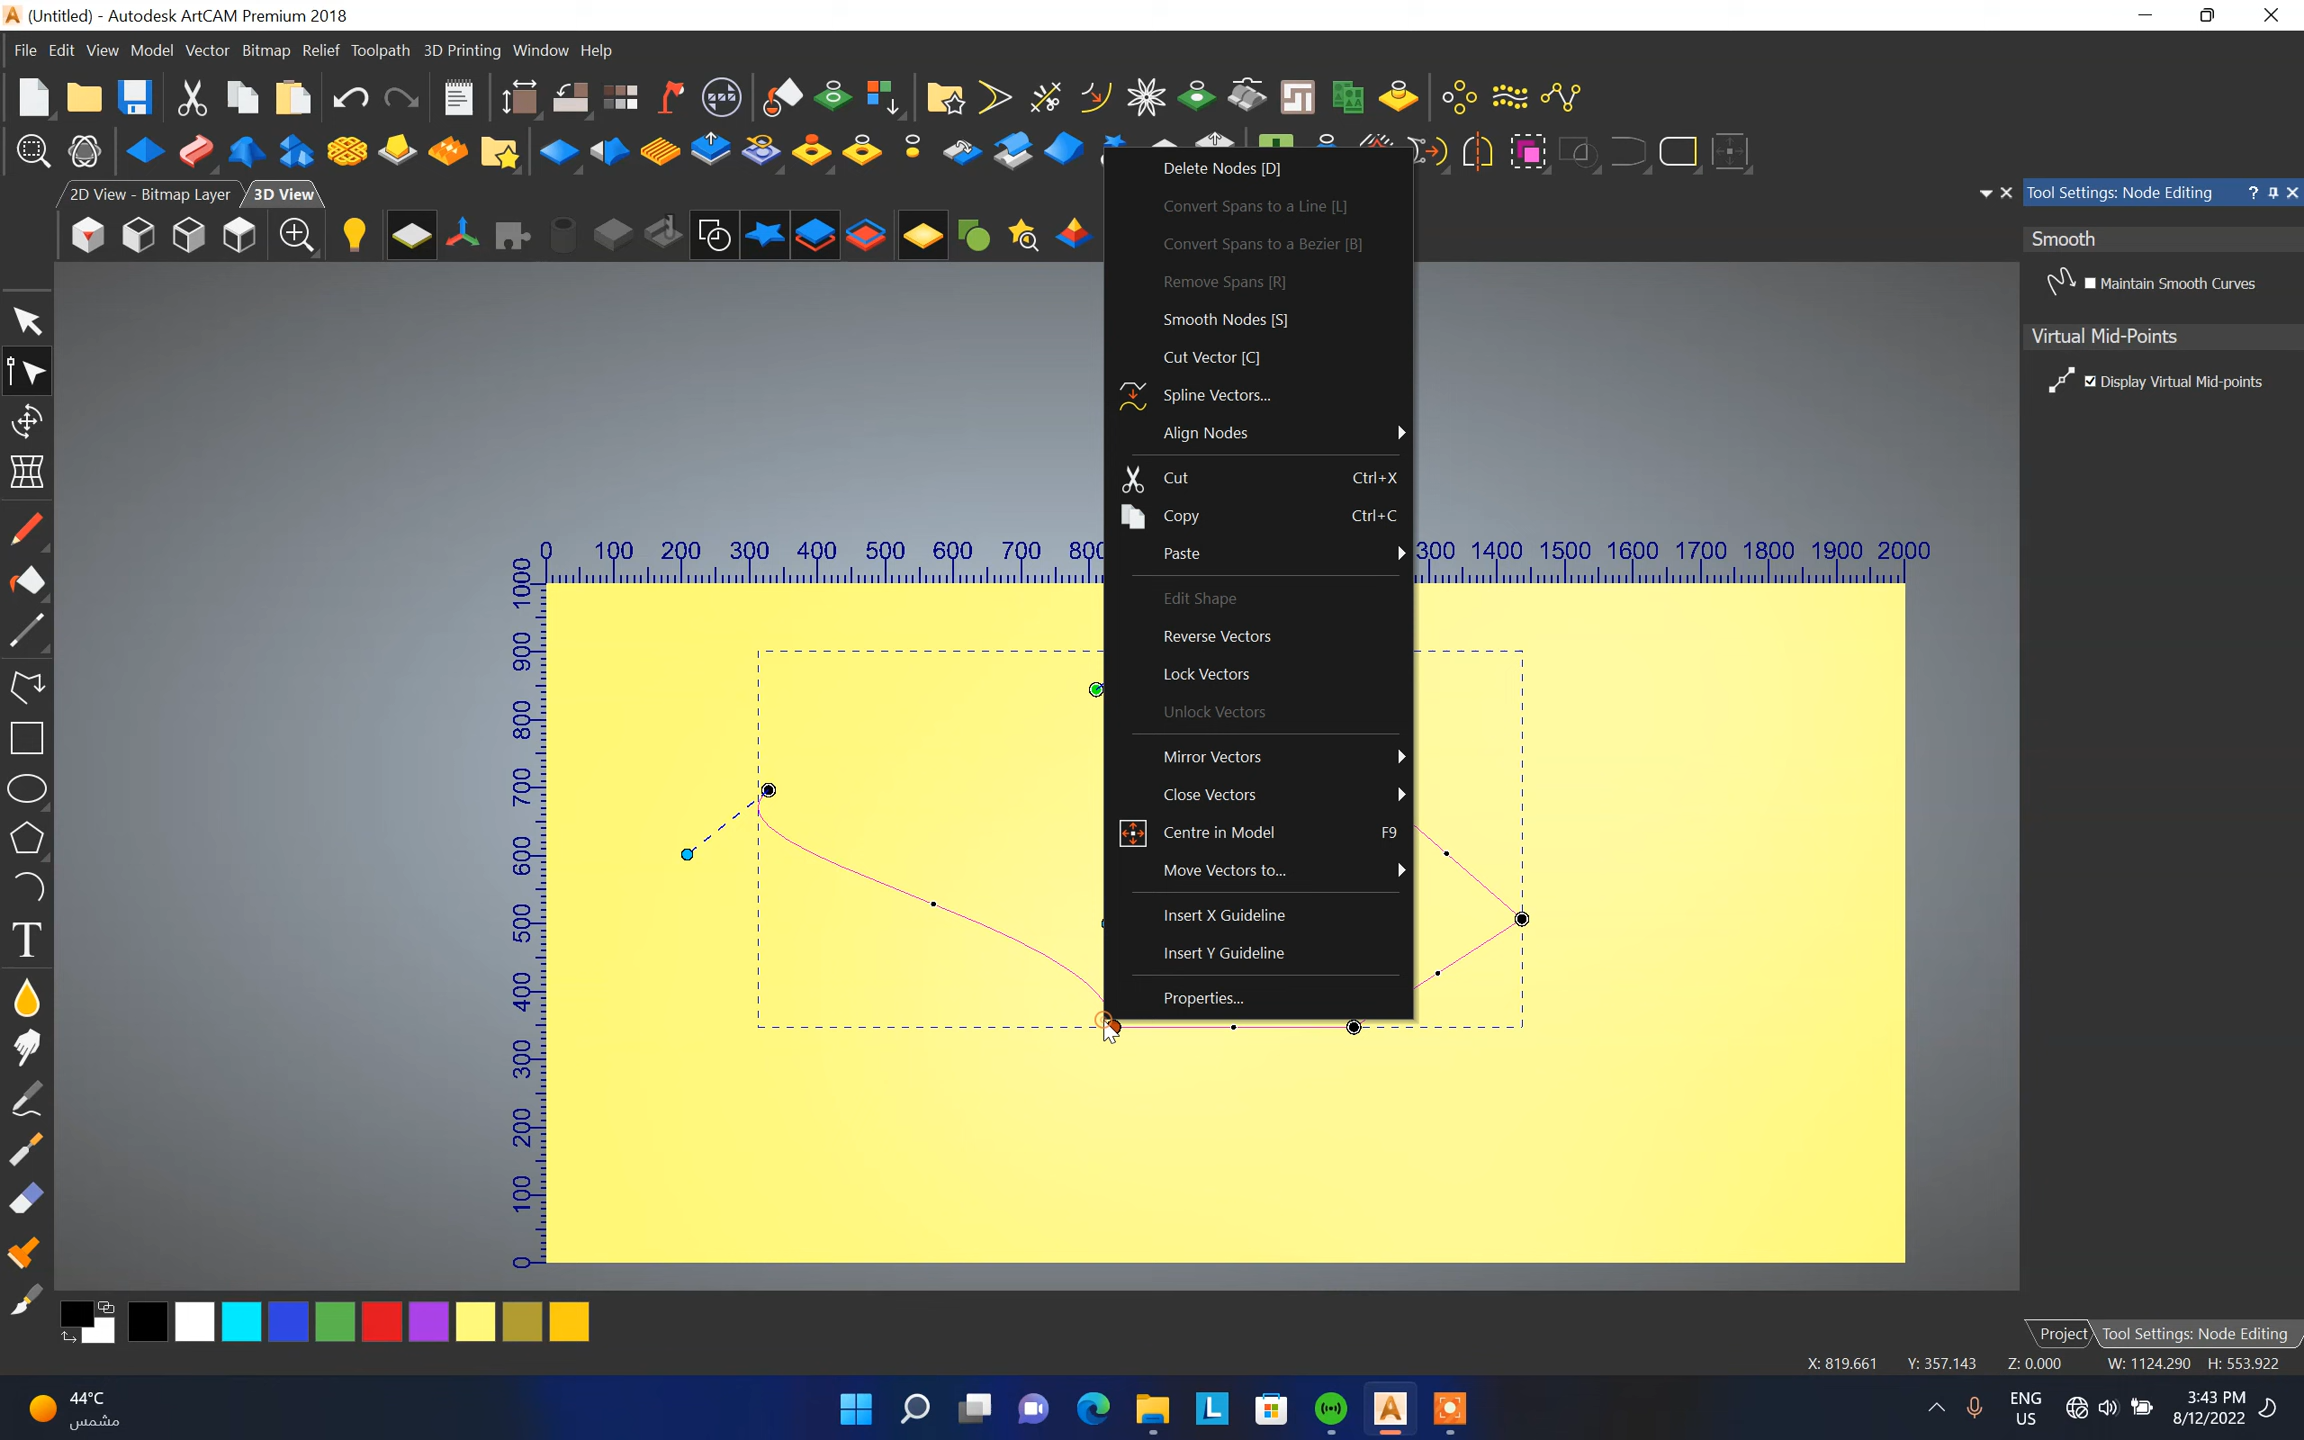 (Untitled) - Autodesk ArtCAM Premium 2018
File Edit View Model Vector Bitmap Relief Toolpath 3D Printing Window Help
2D View - Bitmap Layer 3D View
Tool Settings: Node Editing
Smooth
Maintain Smooth Curves
Virtual Mid-Points
Display Virtual Mid-points
Delete Nodes [D]
Convert Spans to a Line [L]
Convert Spans to a Bezier [B]
Remove Spans [R]
Smooth Nodes [S]
Cut Vector [C]
Spline Vectors...
Align Nodes
Cut Ctrl+X
Copy Ctrl+C
Paste
Edit Shape
Reverse Vectors
Lock Vectors
Unlock Vectors
Mirror Vectors
Close Vectors
Centre in Model F9
Move Vectors to...
Insert X Guideline
Insert Y Guideline
Properties...
0 100 200 300 400 500 600 700 800 300 1400 1500 1600 1700 1800 1900 2000
1000
900
800
700
600
500
400
300
200
100
0
Project Tool Settings: Node Editing
X: 819.661 Y: 357.143 Z: 0.000 W: 1124.290 H: 553.922
44°C
مشمس
ENG
US
3:43 PM
8/12/2022